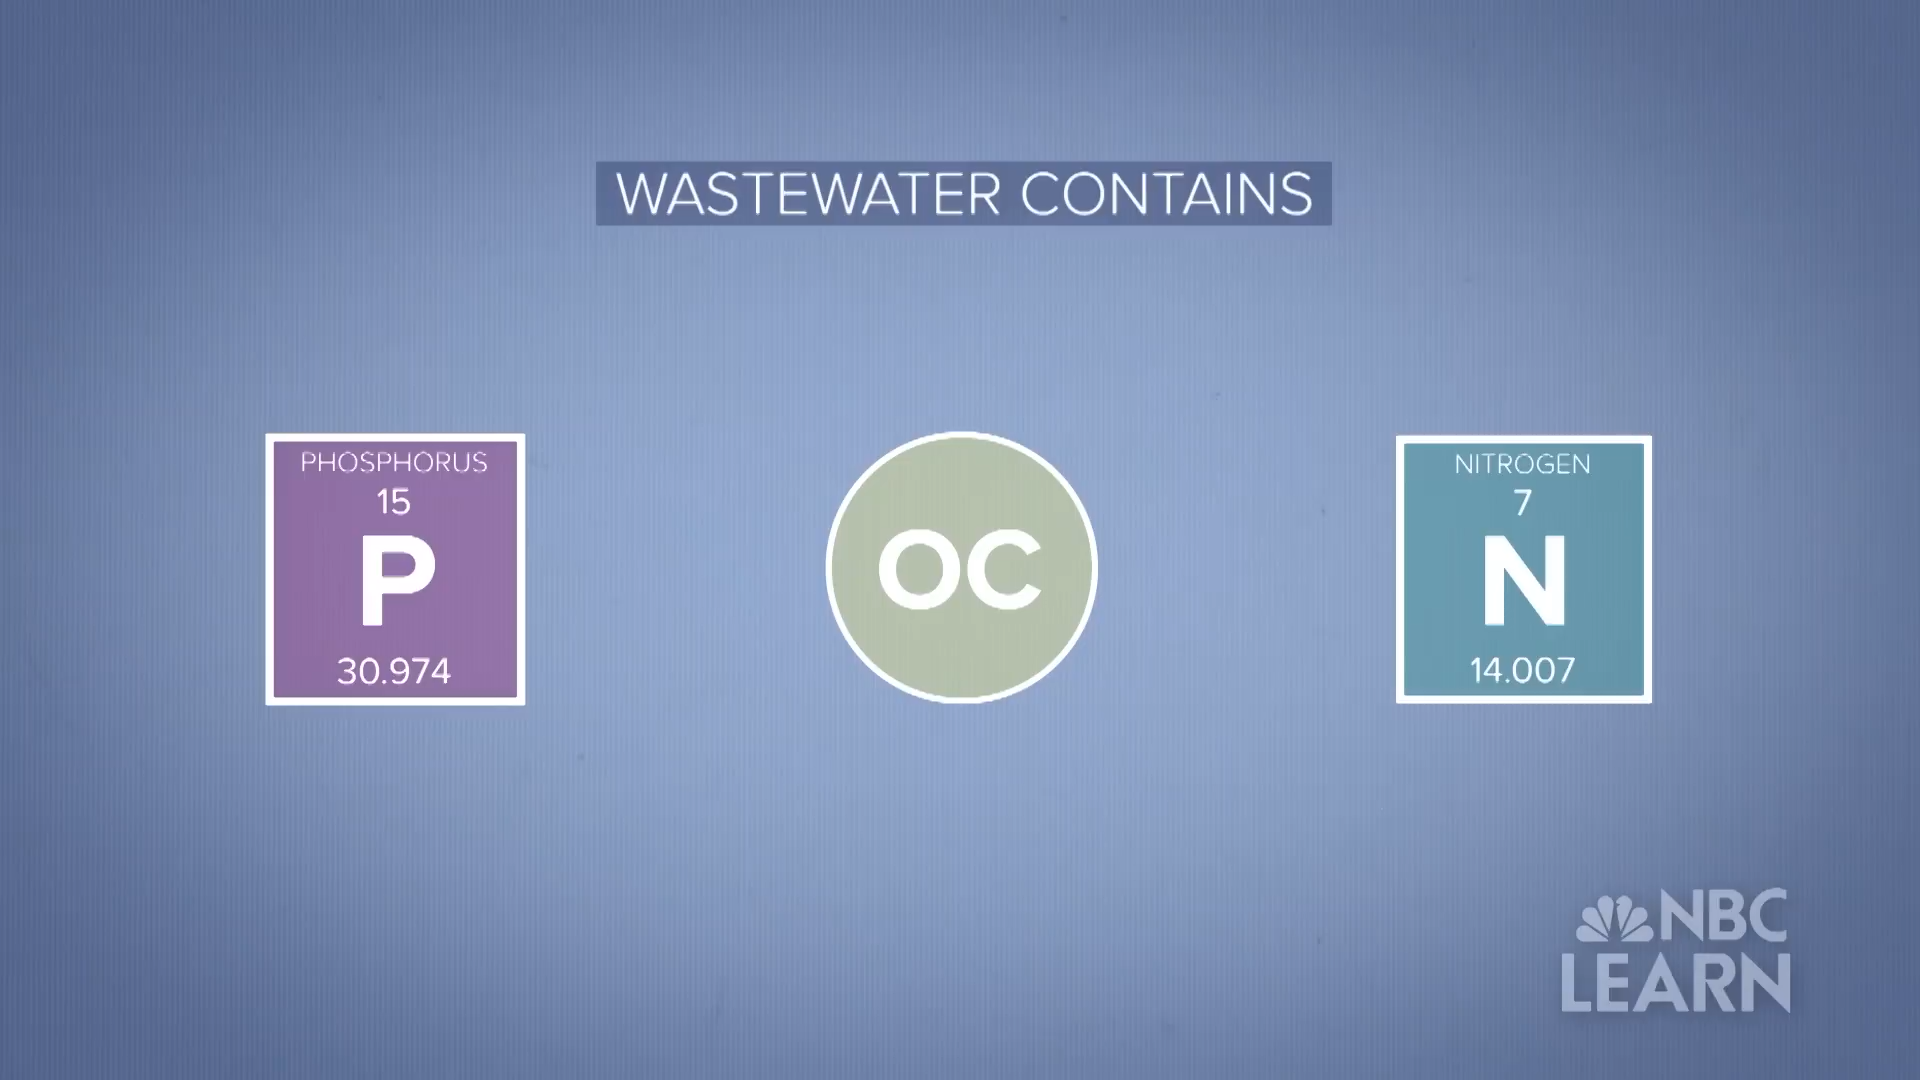 WASTEWATER CONTAINS
PHOSPHORUS
15
P
30.974
OC
NITROGEN
7
N
14.007
NBC
LEARN